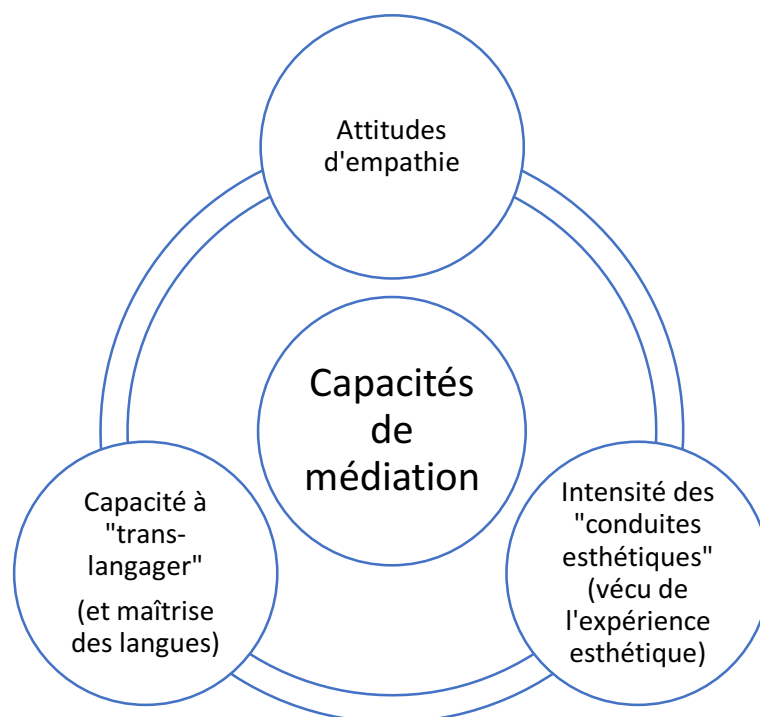 Attitudes
d'empathie
Capacités
de
médiation
Capacité à
"trans-
langager"
(et maîtrise
des langues)
Intensité des
"conduites
esthétiques"
(vécu de
l'expérience
esthétique)